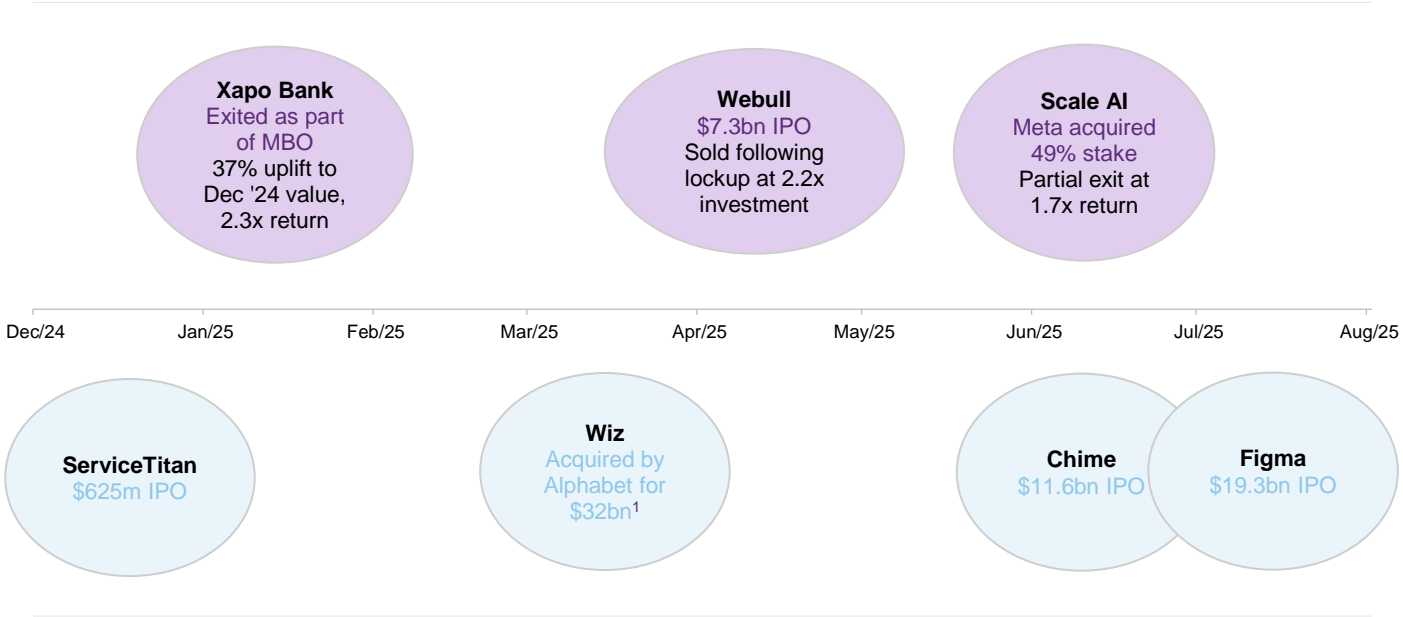 Xapo Bank
Exited as part
of MBO
37% uplift to
Dec '24 value,
2.3x return
Webull
$7.3bn IPO
Sold following
lockup at 2.2x
investment
Scale AI
Meta acquired
49% stake
Partial exit at
1.7x return
Dec/24 Jan/25 Feb/25 Mar/25 Apr/25 May/25 Jun/25 Jul/25 Aug/25
ServiceTitan
$625m IPO
Wiz
Acquired by
Alphabet for
$32bn¹
Chime
$11.6bn IPO
Figma
$19.3bn IPO